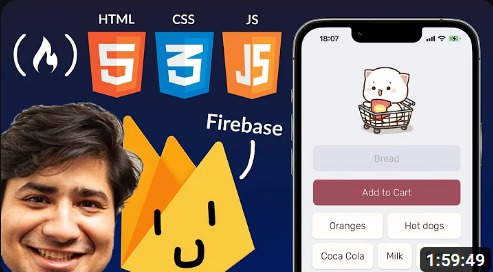 HTML CSS JS
5 3 JS
Firebase
18:07
Bread
Add to Cart
Oranges Hot dogs
Coca Cola Milk
1:59:49